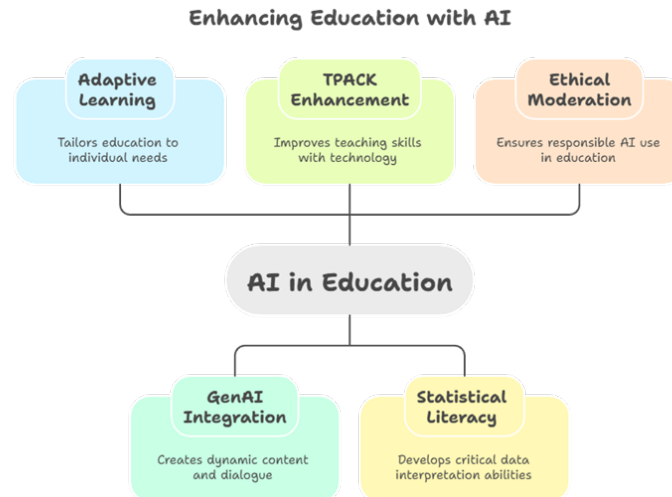 Enhancing Education with AI
Adaptive
Learning
Tailors education to
individual needs
TPACK
Enhancement
Improves teaching skills
with technology
Ethical
Moderation
Ensures responsible AI use
in education
AI in Education
GenAI
Integration
Creates dynamic content
and dialogue
Statistical
Literacy
Develops critical data
interpretation abilities